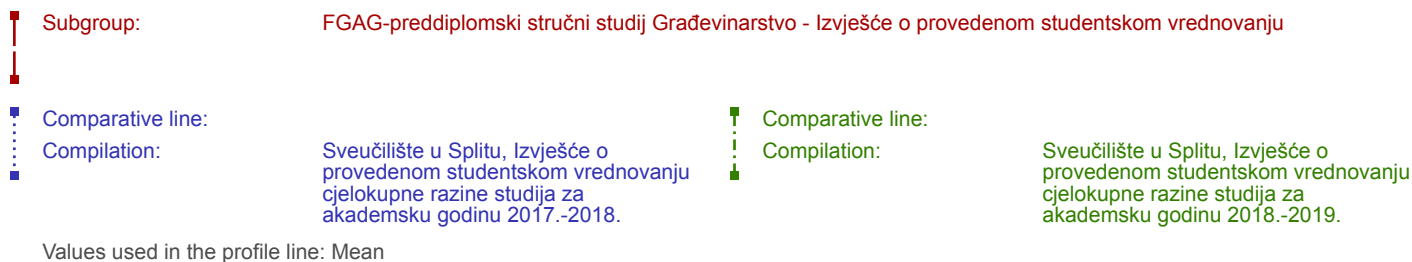 Subgroup: FGAG-preddiplomski stručni studij Građevinarstvo - Izvješće o provedenom studentskom vrednovanju
Comparative line:
Compilation: Sveučilište u Splitu, Izvješće o
provedenom studentskom vrednovanju
cjelokupne razine studija za
akademsku godinu 2017.-2018.
Comparative line:
Compilation: Sveučilište u Splitu, Izvješće o
provedenom studentskom vrednovanju
cjelokupne razine studija za
akademsku godinu 2018.-2019.
Values used in the profile line: Mean